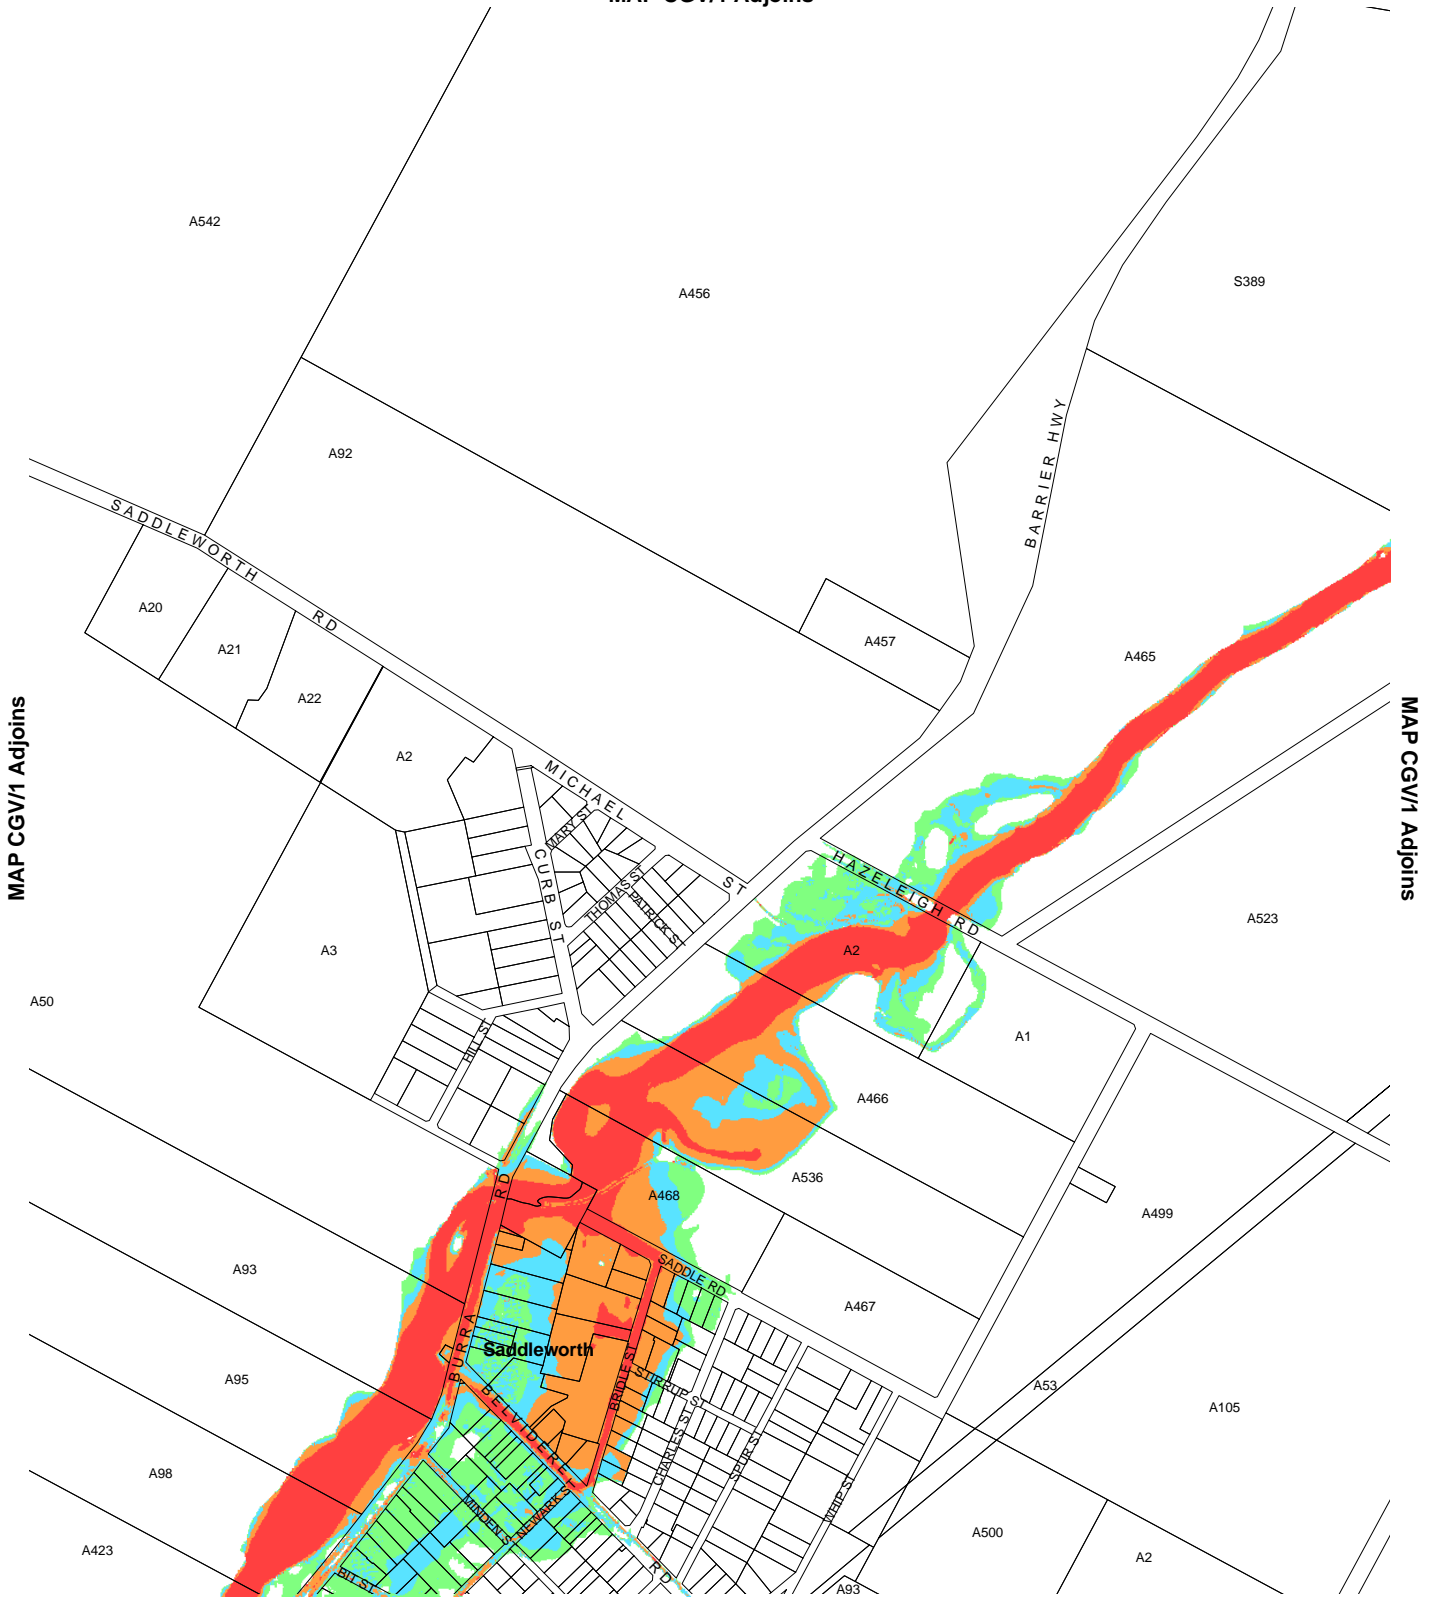 MAP CGV/1 Adjoins
A542
S389
A456
BARRIER HWY
A92
SADDLEWORTH RD
A20
A21
A457
A465
A22
MAP CGV/1 Adjoins
MAP CGV/1 Adjoins
A2
MICHAEL ST
MARY ST
CURB ST
THOMAS ST
PATRICK ST
HAZELEIGH RD
A523
A3
A2
A50
HILL ST
A1
A466
A536
A468
RD
A499
A93
SADDLE RD
A467
BURRA
Saddleworth
BRIDLE ST
STIRRUP ST
A95
A53
BELVIDERE
A105
CHARLES S
SPUR ST
A98
WHIP ST
MINDEN S
NEWARK S
A500
A423
A2
BIT ST
RD
A93